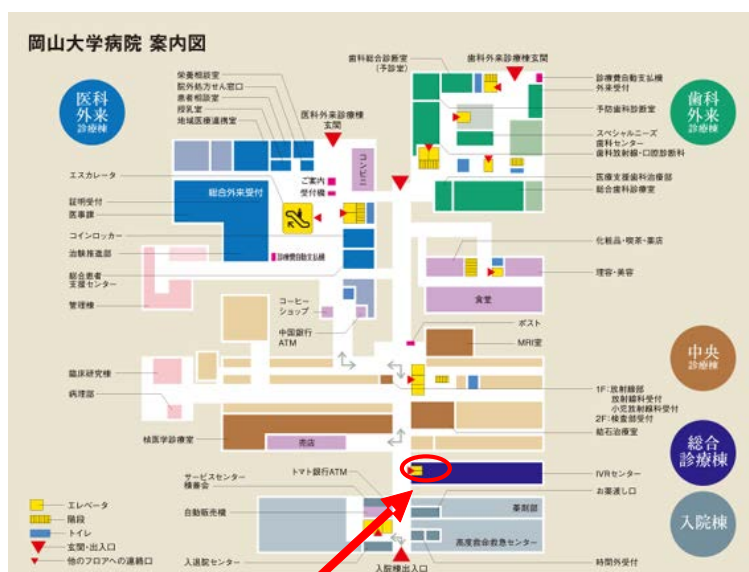 岡山大学病院 案内図
医科
外来
診療棟
栄養相談室
院外処方せん窓口
患者相談室
授乳室
地域医療連携室
医科外来診療棟
玄関
歯科総合診断室
(予診室)
歯科外来診療棟玄関
診療費自動支払機
外来受付
予防歯科診断室
スペシャルニーズ
歯科センター
歯科放射線・口腔診断科
医療支援歯科治療部
総合歯科診療室
歯科
外来
診療棟
エスカレータ
証明受付
医事課
コインロッカー
治験推進部
総合患者
支援センター
管理棟
総合外来受付
ご案内
受付機
コンビニ
診療費自動支払機
コーヒー
ショップ
中国銀行
ATM
化粧品・喫茶・薬店
理容・美容
食堂
ポスト
MRI室
中央
診療棟
臨床研究棟
病理部
核医学診療室
売店
1F:放射線部
放射線科受付
小児放射線科受付
2F:検査部受付
結石治療室
総合
診療棟
IVRセンター
お薬渡し口
サービスセンター
積善会
トマト銀行ATM
自動販売機
薬剤部
高度救命救急センター
入院棟
入退院センター
入院棟出入口
時間外受付
エレベータ
階段
トイレ
玄関・出入口
他のフロアへの連絡口